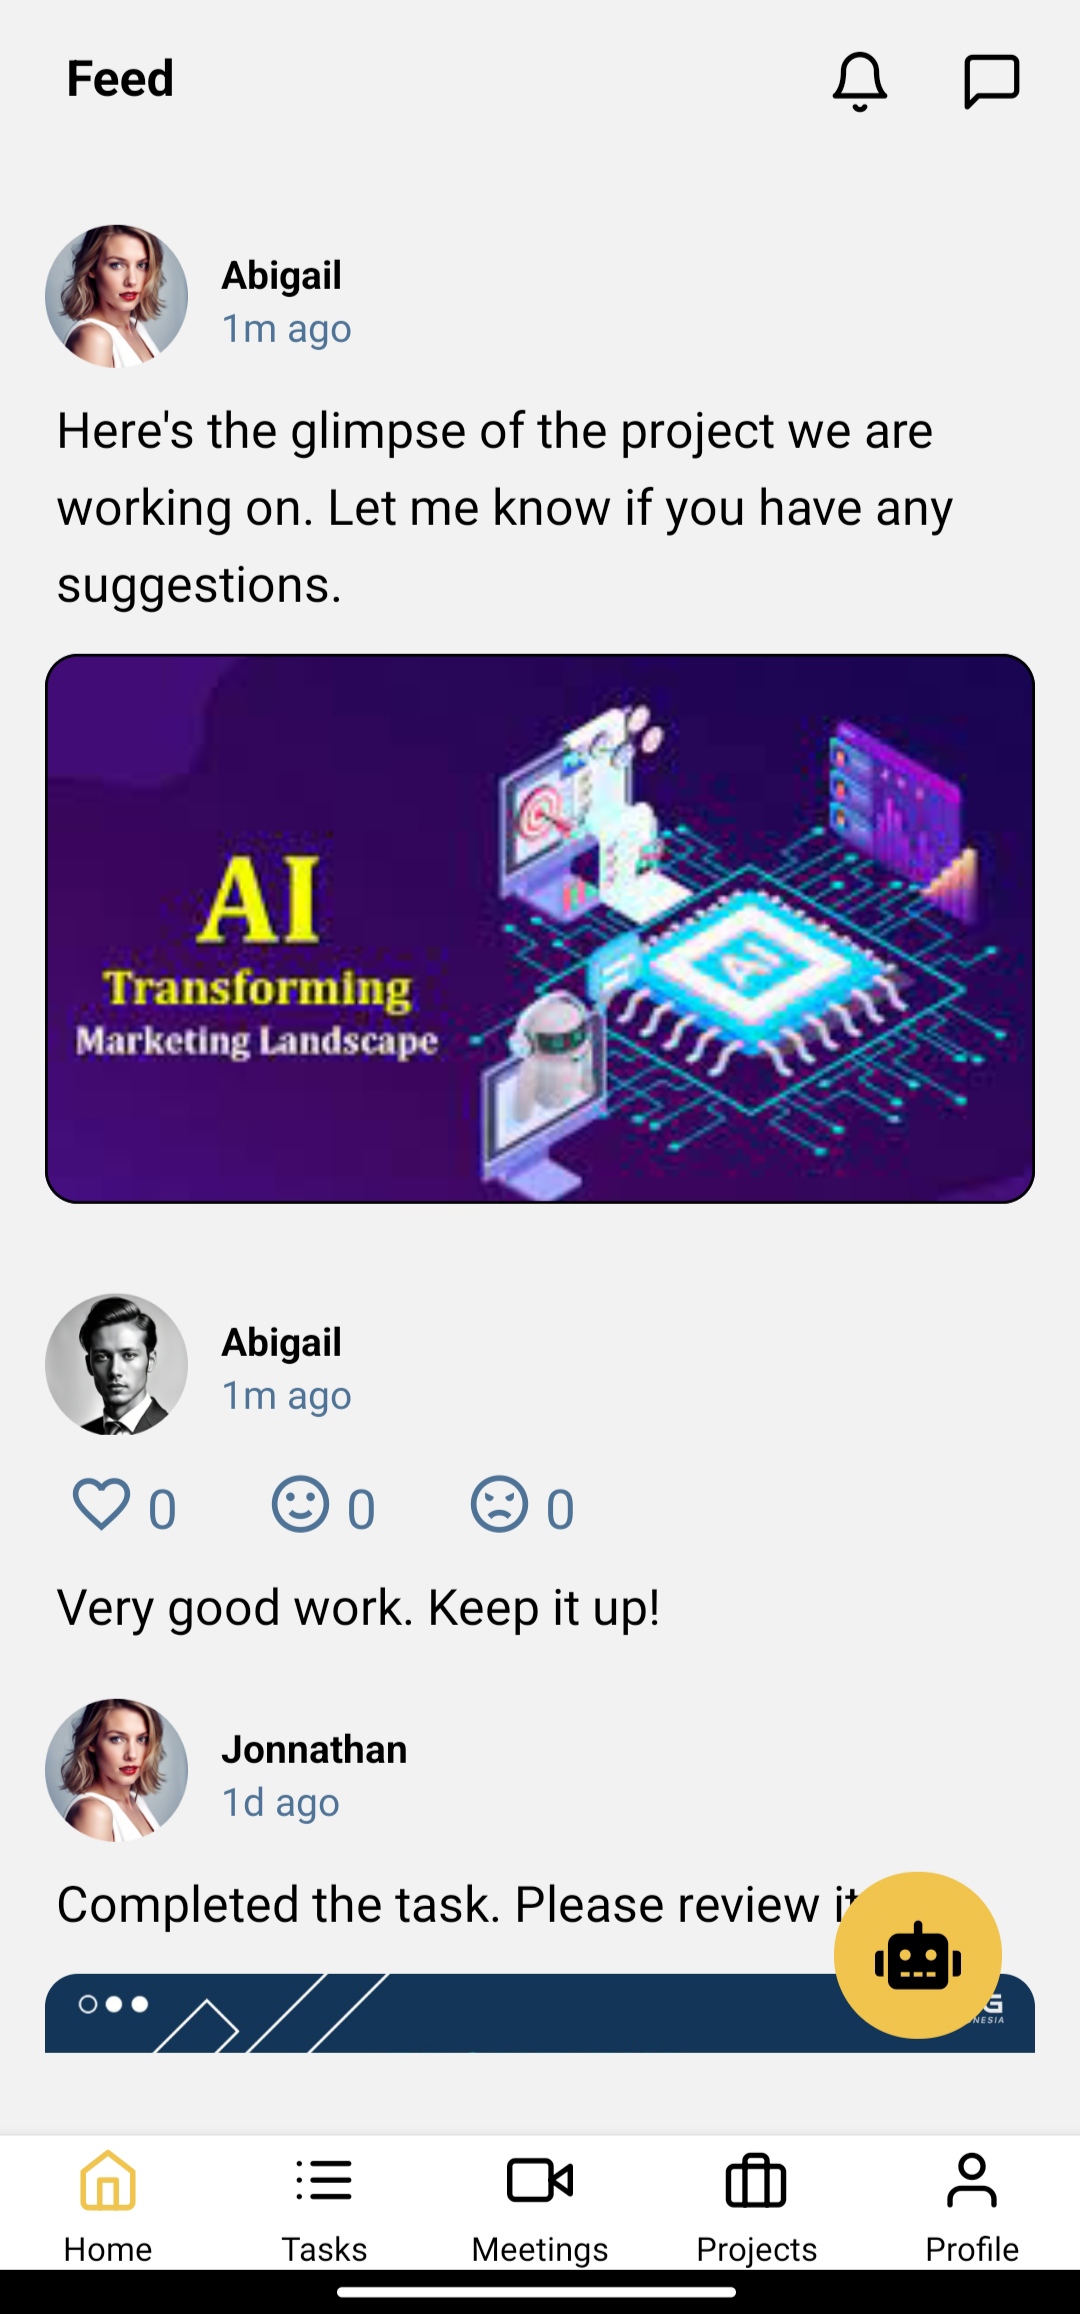 Feed
Abigail
1m ago
Here's the glimpse of the project we are
working on. Let me know if you have any
suggestions.
AI
Transforming
Marketing Landscape
AI
Abigail
1m ago
0 0 0
Very good work. Keep it up!
Jonnathan
1d ago
Completed the task. Please review it
Home Tasks Meetings Projects Profile